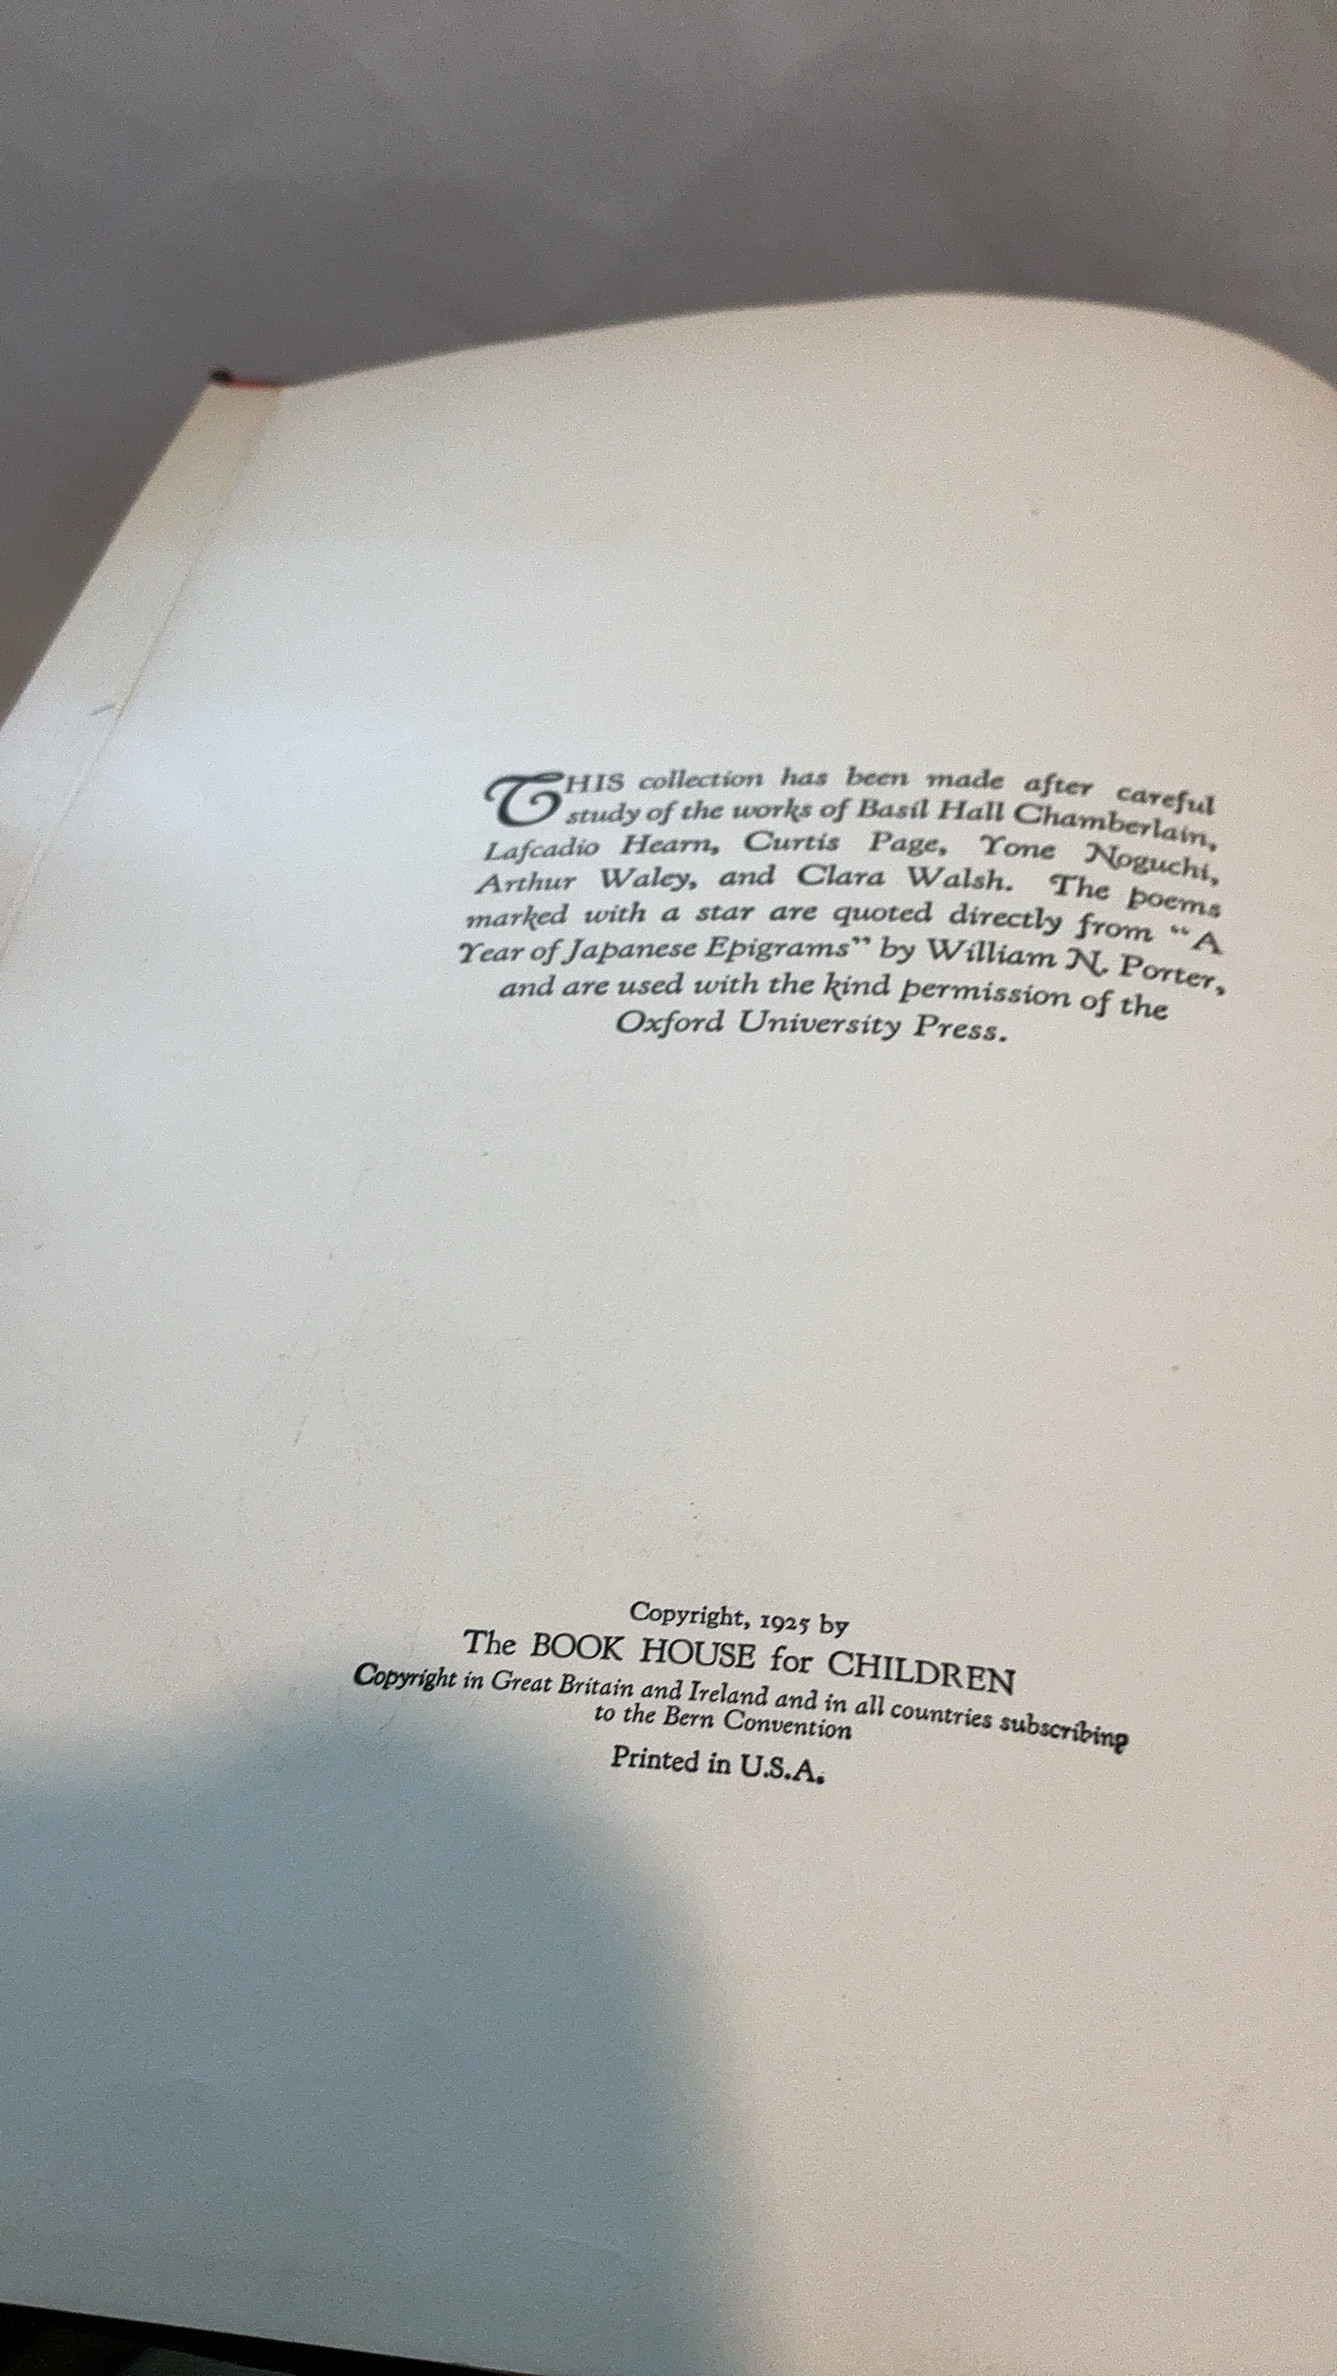 THIS collection has been made after careful
study of the works of Basil Hall Chamberlain,
Lafcadio Hearn, Curtis Page, Yone Noguchi,
Arthur Waley, and Clara Walsh. The poems
marked with a star are quoted directly from “A
Year of Japanese Epigrams” by William N. Porter,
and are used with the kind permission of the
Oxford University Press.
Copyright, 1925 by
The BOOK HOUSE for CHILDREN
Copyright in Great Britain and Ireland and in all countries subscribing
to the Bern Convention
Printed in U.S.A.